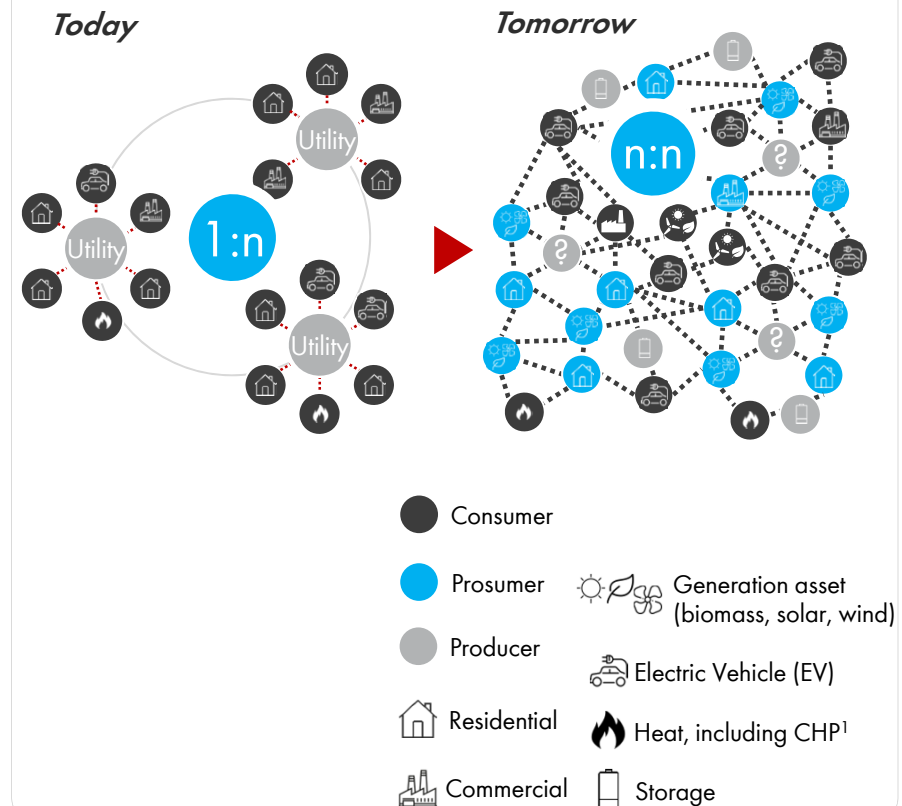 Today
Tomorrow
Utility
n:n
?
Utility
1:n
?
Utility
?
Consumer
Prosumer
Generation asset
(biomass, solar, wind)
Producer
Electric Vehicle (EV)
Residential
Heat, including CHP¹
Commercial
Storage